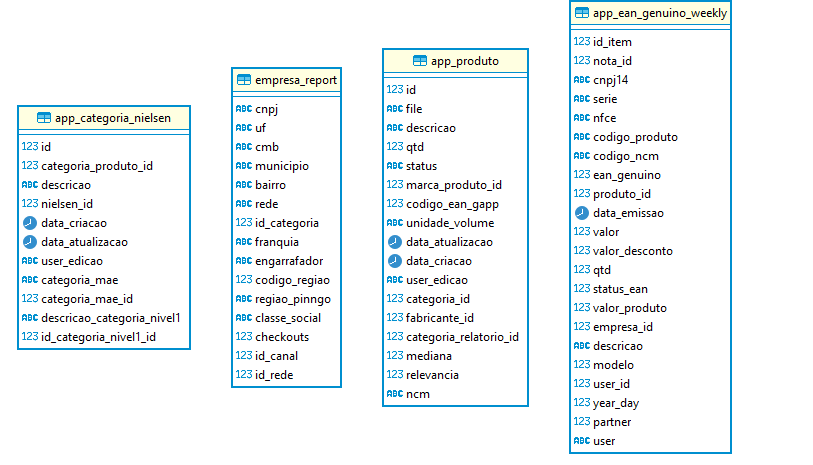 app_categoria_nielsen
123 id
123 categoria_produto_id
ABC descricao
123 nielsen_id
data_criacao
data_atualizacao
ABC user_edicao
ABC categoria_mae
123 categoria_mae_id
ABC descricao_categoria_nivel1
123 id_categoria_nivel1_id
empresa_report
ABC cnpj
ABC uf
ABC cmb
ABC municipio
ABC bairro
ABC rede
123 id_categoria
ABC franquia
ABC engarrafador
123 codigo_regiao
ABC regiao_pinngo
ABC classe_social
123 checkouts
123 id_canal
123 id_rede
app_produto
123 id
ABC file
ABC descricao
123 qtd
ABC status
123 marca_produto_id
123 codigo_ean_gapp
ABC unidade_volume
data_atualizacao
data_criacao
ABC user_edicao
123 categoria_id
123 fabricante_id
123 categoria_relatorio_id
123 mediana
123 relevancia
ABC ncm
app_ean_genuino_weekly
123 id_item
123 nota_id
ABC cnpj14
ABC serie
ABC nfce
ABC codigo_produto
ABC codigo_ncm
123 ean_genuino
123 produto_id
data_emissao
123 valor
123 valor_desconto
123 qtd
123 status_ean
123 valor_produto
123 empresa_id
ABC descricao
123 modelo
123 user_id
123 year_day
123 partner
ABC user